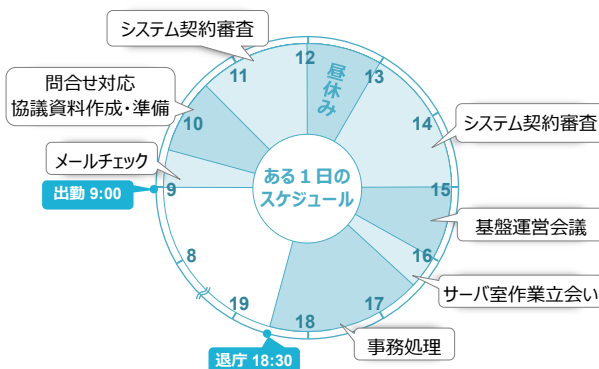 システム契約審査
問合せ対応
協議資料作成・準備
メールチェック
出勤 9:00
ある1日の
スケジュール
昼休み
システム契約審査
基盤運営会議
サーバ室作業立会い
事務処理
退庁 18:30
8
9
10
11
12
13
14
15
16
17
18
19